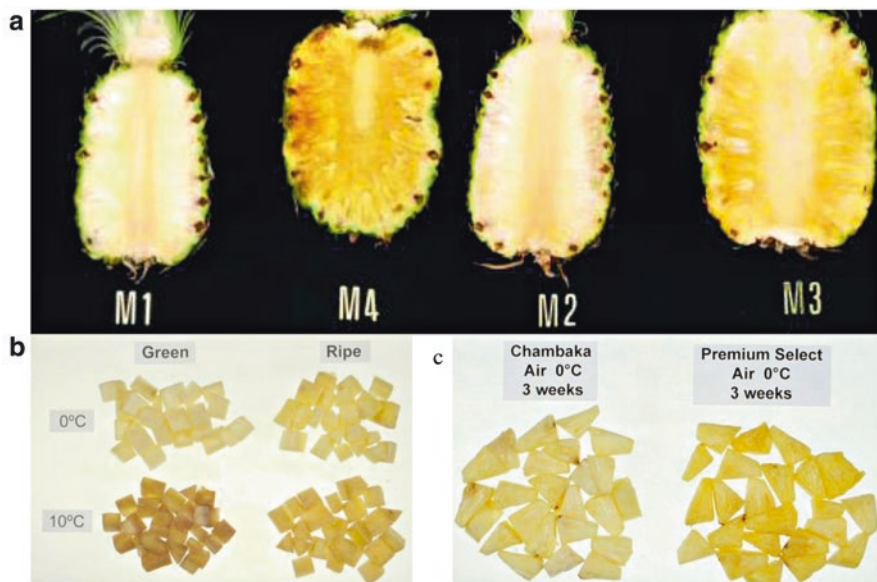 a
M1
M4
M2
M3
b
Green
Ripe
0ºC
10ºC
c
Chambaka
Air 0°C
3 weeks
Premium Select
Air 0°C
3 weeks